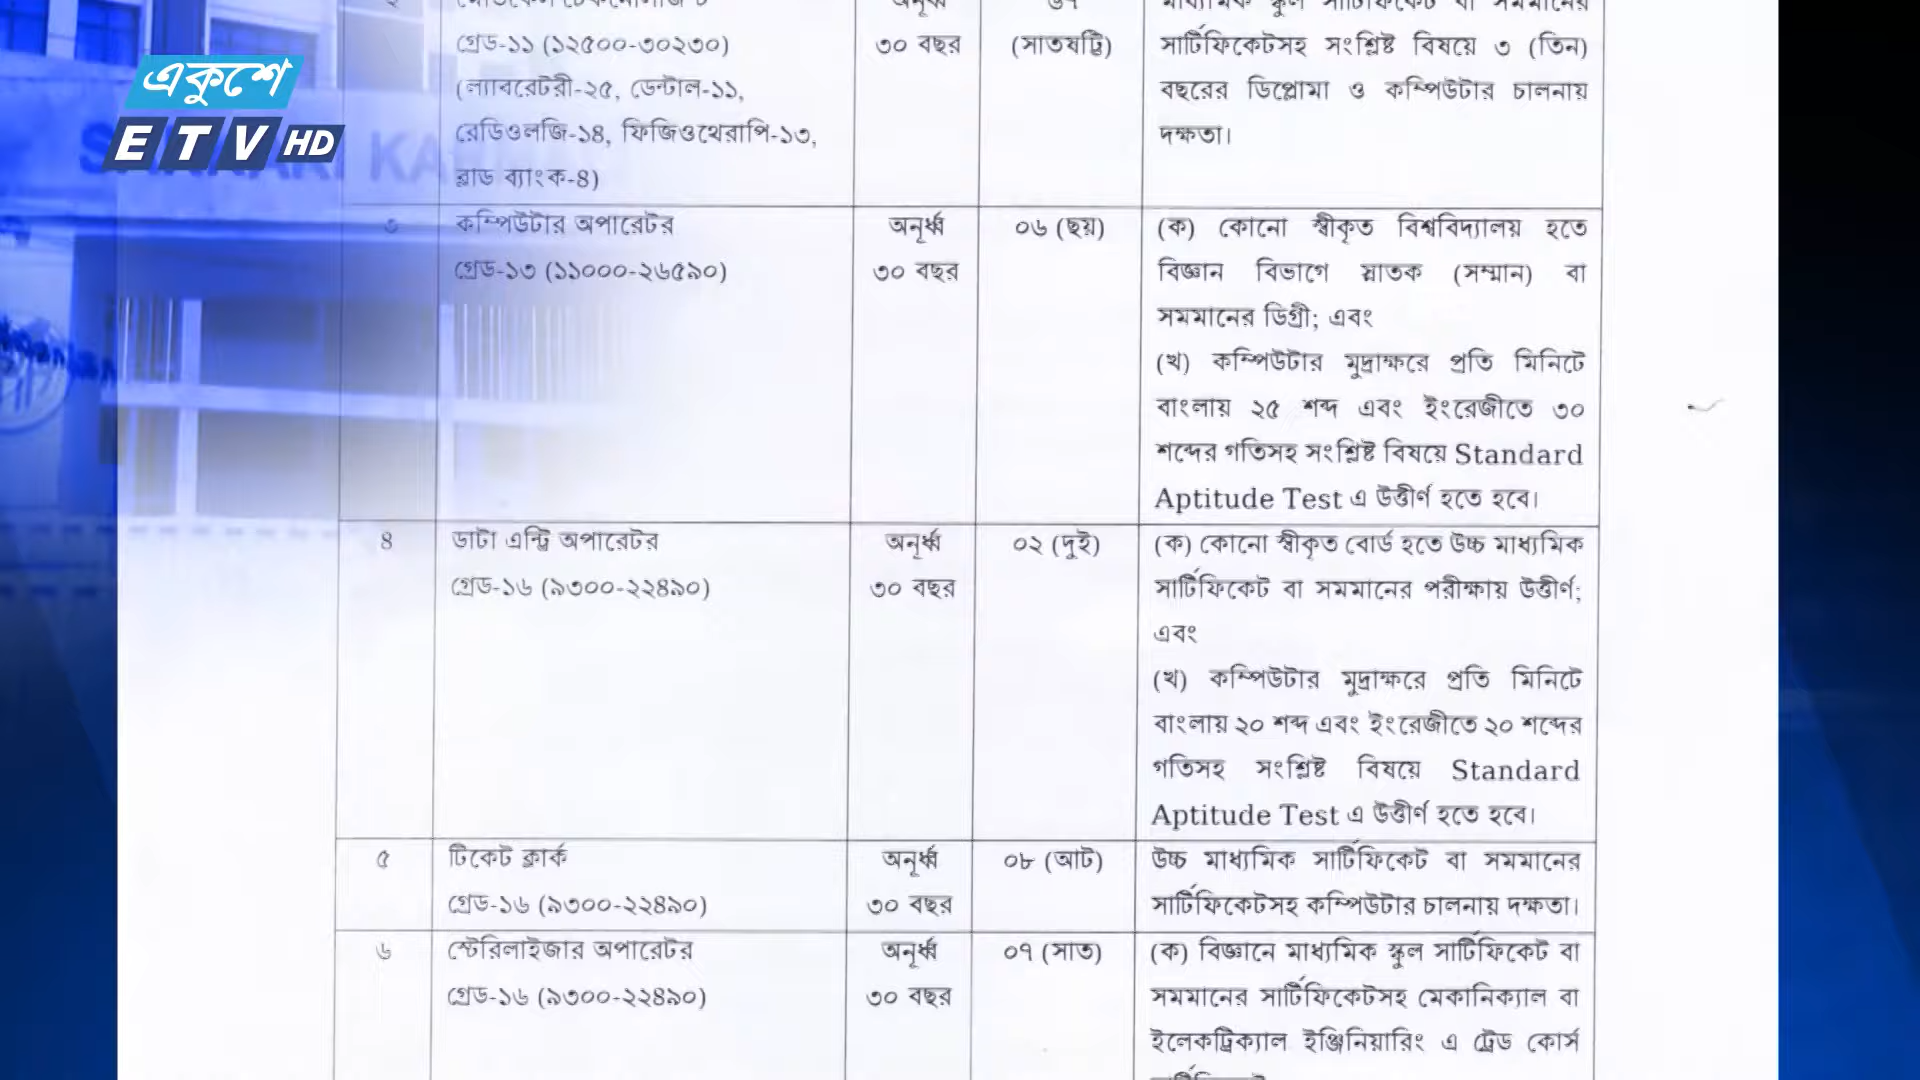 একুশে
ETV HD
গ্রেড-১১ (১২৫০০-৩০২৩০)
(ল্যাবরেটরী-২৫, ডেন্টাল-১১,
রেডিওলজি-১৪, ফিজিওথেরাপি-১৩,
ব্লাড ব্যাংক-৪)
অনূর্ধ্ব
৩০ বছর
৬৭
(সাতষট্টি)
মাধ্যমিক স্কুল সার্টিফিকেট বা সমমানের
সার্টিফিকেটসহ সংশ্লিষ্ট বিষয়ে ৩ (তিন)
বছরের ডিপ্লোমা ও কম্পিউটার চালনায়
দক্ষতা।
৩
কম্পিউটার অপারেটর
গ্রেড-১৩ (১১০০০-২৬৫৯০)
অনূর্ধ্ব
৩০ বছর
০৬ (ছয়)
(ক) কোনো স্বীকৃত বিশ্ববিদ্যালয় হতে
বিজ্ঞান বিভাগে স্নাতক (সম্মান) বা
সমমানের ডিগ্রী; এবং
(খ) কম্পিউটার মুদ্রাক্ষরে প্রতি মিনিটে
বাংলায় ২৫ শব্দ এবং ইংরেজীতে ৩০
শব্দের গতিসহ সংশ্লিষ্ট বিষয়ে Standard
Aptitude Test এ উত্তীর্ণ হতে হবে।
৪
ডাটা এন্ট্রি অপারেটর
গ্রেড-১৬ (৯৩০০-২২৪৯০)
অনূর্ধ্ব
৩০ বছর
০২ (দুই)
(ক) কোনো স্বীকৃত বোর্ড হতে উচ্চ মাধ্যমিক
সার্টিফিকেট বা সমমানের পরীক্ষায় উত্তীর্ণ;
এবং
(খ) কম্পিউটার মুদ্রাক্ষরে প্রতি মিনিটে
বাংলায় ২০ শব্দ এবং ইংরেজীতে ২০ শব্দের
গতিসহ সংশ্লিষ্ট বিষয়ে Standard
Aptitude Test এ উত্তীর্ণ হতে হবে।
৫
টিকেট ক্লার্ক
গ্রেড-১৬ (৯৩০০-২২৪৯০)
অনূর্ধ্ব
৩০ বছর
০৮ (আট)
উচ্চ মাধ্যমিক সার্টিফিকেট বা সমমানের
সার্টিফিকেটসহ কম্পিউটার চালনায় দক্ষতা।
৬
স্টেরিলাইজার অপারেটর
গ্রেড-১৬ (৯৩০০-২২৪৯০)
অনূর্ধ্ব
৩০ বছর
০৭ (সাত)
(ক) বিজ্ঞানে মাধ্যমিক স্কুল সার্টিফিকেট বা
সমমানের সার্টিফিকেটসহ মেকানিক্যাল বা
ইলেকট্রিক্যাল ইঞ্জিনিয়ারিং এ ট্রেড কোর্স